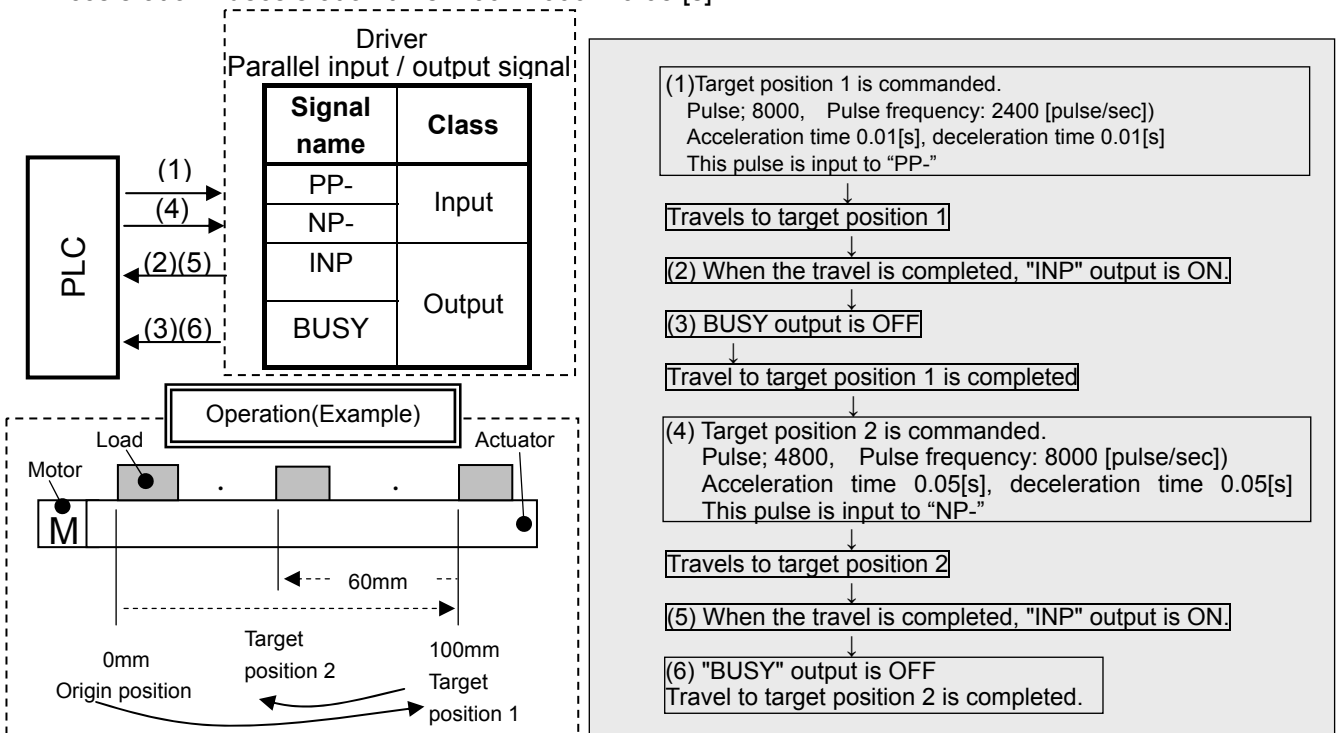 Driver
Parallel input / output signal
Signal name
Class
PP-
Input
NP-
INP
Output
BUSY
PLC
(1)
(4)
(2)(5)
(3)(6)
Operation(Example)
Load
Actuator
Motor
M
60mm
0mm
Origin position
Target
position 2
100mm
Target
position 1
(1)Target position 1 is commanded.
Pulse; 8000, Pulse frequency: 2400 [pulse/sec])
Acceleration time 0.01[s], deceleration time 0.01[s]
This pulse is input to “PP-”
↓
Travels to target position 1
↓
(2) When the travel is completed, "INP" output is ON.
↓
(3) BUSY output is OFF
↓
Travel to target position 1 is completed
↓
(4) Target position 2 is commanded.
Pulse; 4800, Pulse frequency: 8000 [pulse/sec])
Acceleration time 0.05[s], deceleration time 0.05[s]
This pulse is input to “NP-”
↓
Travels to target position 2
↓
(5) When the travel is completed, "INP" output is ON.
↓
(6) "BUSY" output is OFF
Travel to target position 2 is completed.